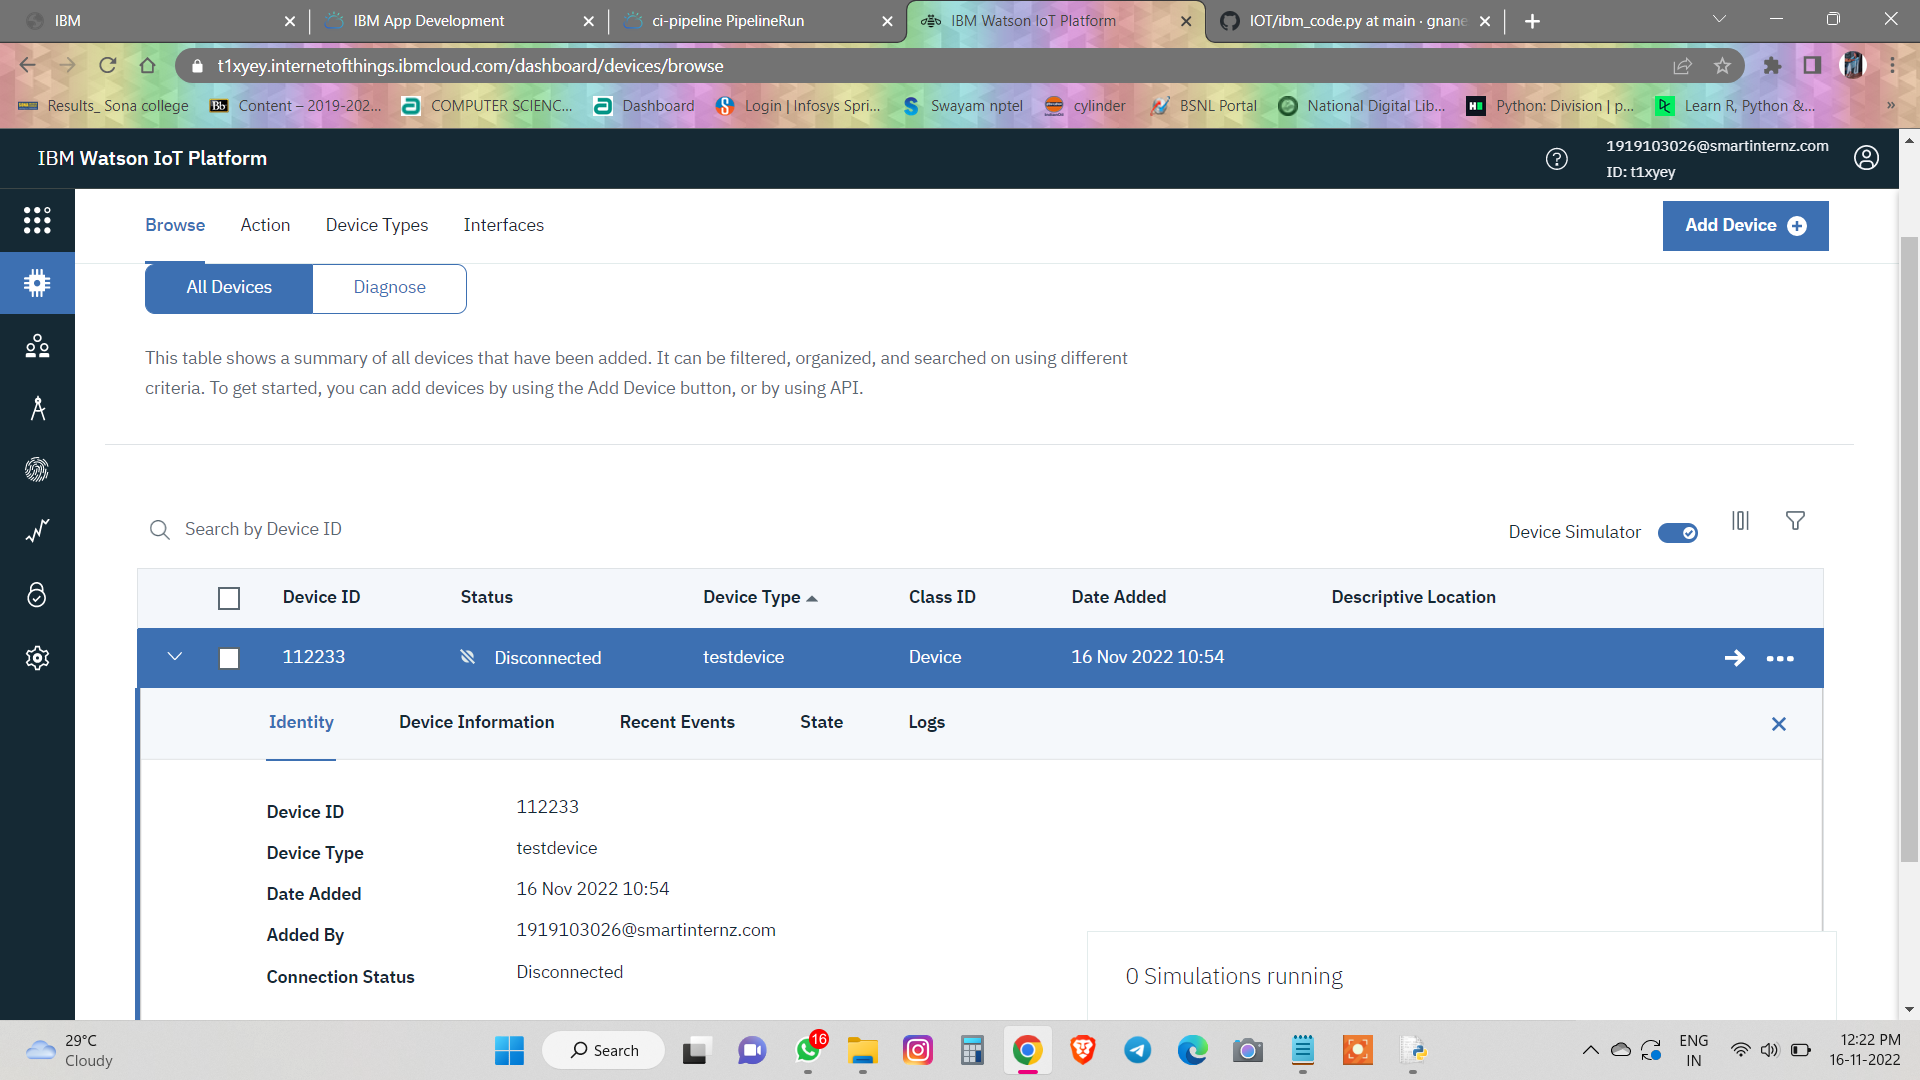 IBM
IBM App Development
ci-pipeline PipelineRun
IBM Watson IoT Platform
IOT/ibm_code.py at main · gnane
t1xyey.internetofthings.ibmcloud.com/dashboard/devices/browse
Results_ Sona college
Bb
Content – 2019-202...
COMPUTER SCIENC...
Dashboard
Login | Infosys Spri...
Swayam nptel
cylinder
BSNL Portal
National Digital Lib...
Python: Division | p...
Learn R, Python &...
»
IBM Watson IoT Platform
1919103026@smartinternz.com
ID: t1xyey
Browse
Action
Device Types
Interfaces
Add Device
All Devices
Diagnose
This table shows a summary of all devices that have been added. It can be filtered, organized, and searched on using different
criteria. To get started, you can add devices by using the Add Device button, or by using API.
Search by Device ID
Device Simulator
Device ID
Status
Device Type
Class ID
Date Added
Descriptive Location
112233
Disconnected
testdevice
Device
16 Nov 2022 10:54
Identity
Device Information
Recent Events
State
Logs
Device ID
112233
Device Type
testdevice
Date Added
16 Nov 2022 10:54
Added By
1919103026@smartinternz.com
Connection Status
Disconnected
0 Simulations running
29°C
Cloudy
Search
16
ENG
IN
12:22 PM
16-11-2022